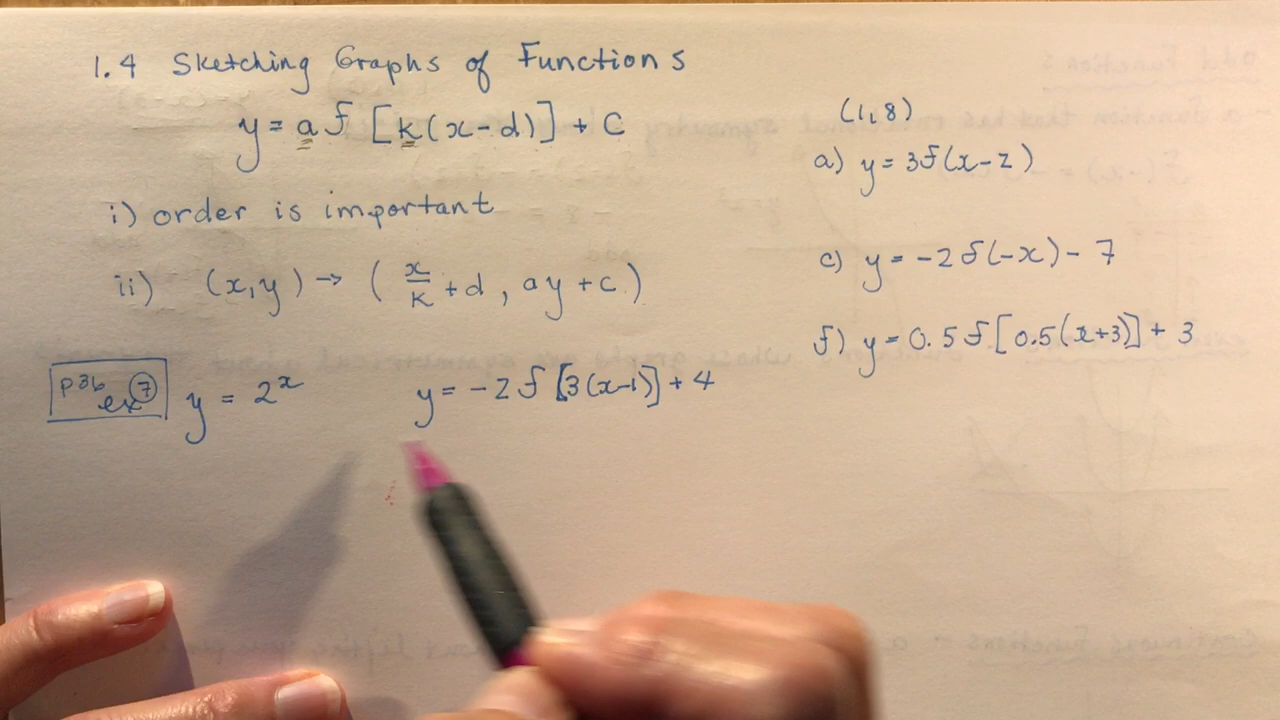 1.4 Sketching Graphs of Functions
y = a f [k(x-d)] + c
i) order is important
ii) (x,y) → (x/k + d, ay + c)
p36 ex 7 y = 2^x y = -2f[3(x-1)] + 4
(1,8)
a) y = 3f(x-2)
c) y = -2f(-x) - 7
f) y = 0.5f[0.5(x+3)] + 3